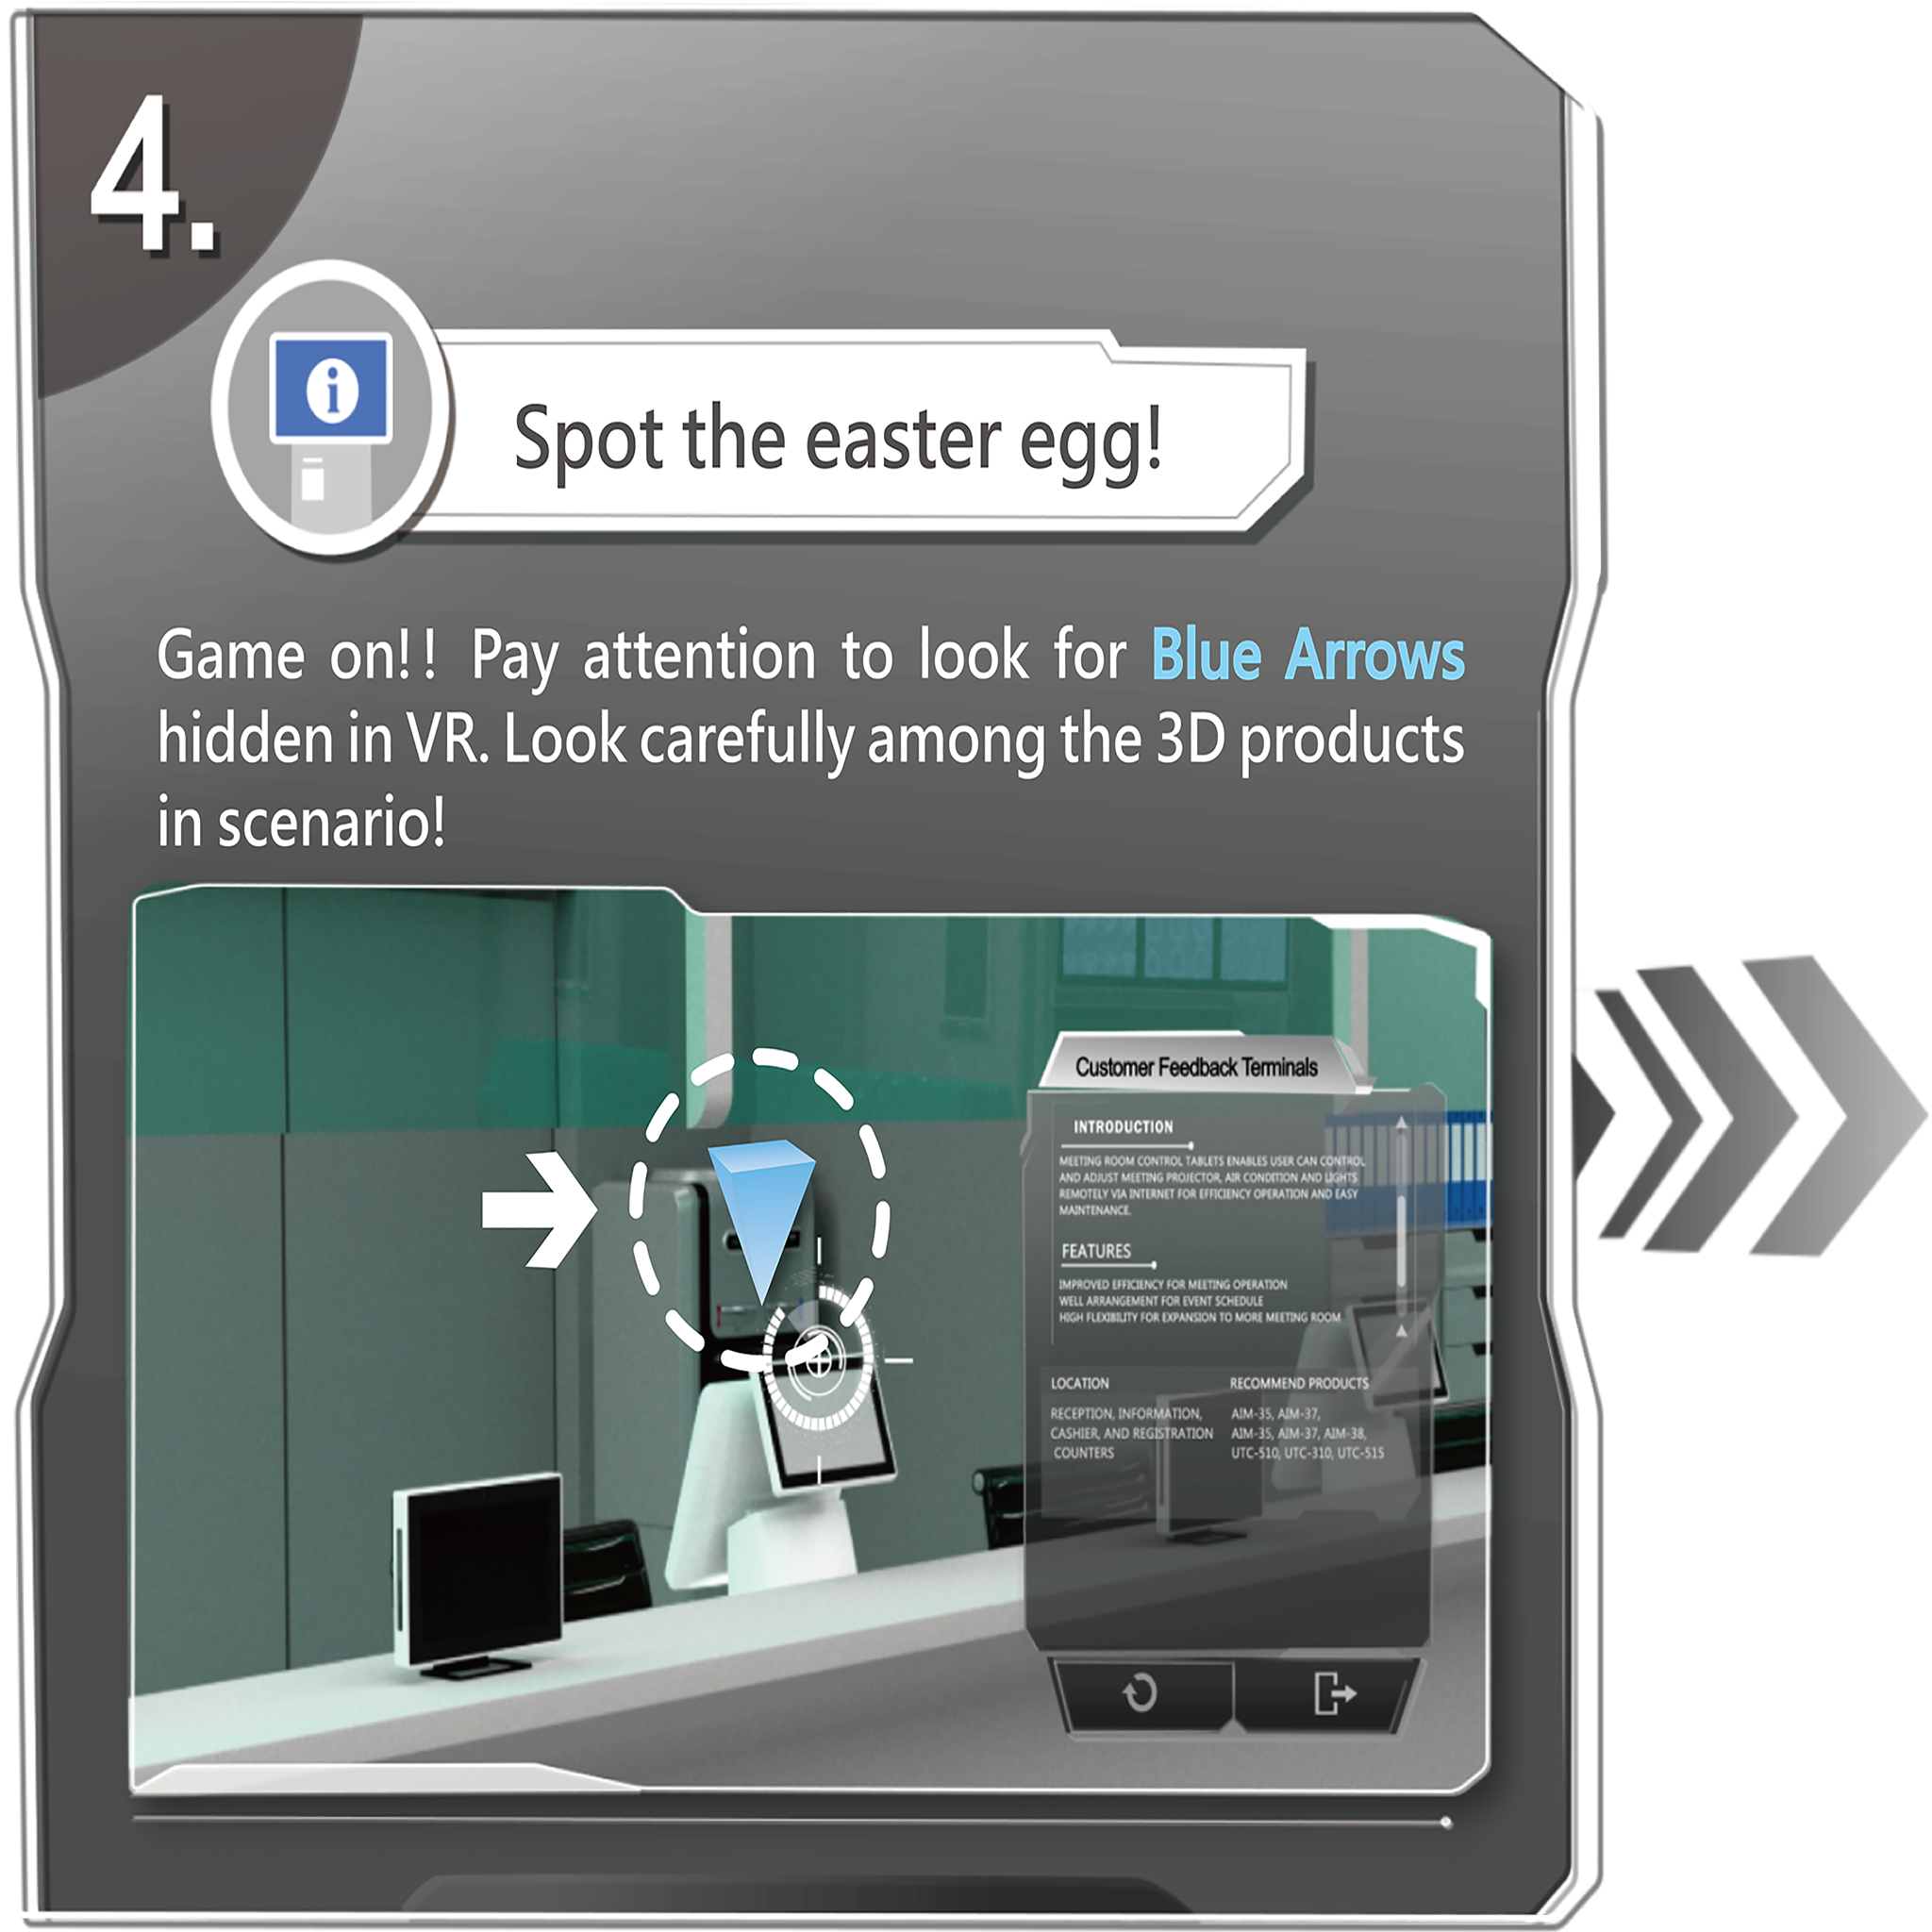 4.
Spot the easter egg!
Game on!! Pay attention to look for Blue Arrows
hidden in VR. Look carefully among the 3D products
in scenario!
Customer Feedback Terminals
INTRODUCTION
MEETING ROOM CONTROL TABLETS ENABLES USER CAN CONTROL
AND ADJUST MEETING PROJECTOR, AIR CONDITION AND LIGHTS
REMOTELY VIA INTERNET FOR EFFICIENCY OPERATION AND EASY
MAINTENANCE.
FEATURES
IMPROVED EFFICIENCY FOR MEETING OPERATION
WELL ARRANGEMENT FOR EVENT SCHEDULE
HIGH FLEXIBILITY FOR EXPANSION TO MORE MEETING ROOM
LOCATION
RECEPTION, INFORMATION,
CASHIER, AND REGISTRATION
COUNTERS
RECOMMEND PRODUCTS
AIM-35, AIM-37,
AIM-35, AIM-37, AIM-38,
UTC-510, UTC-310, UTC-515